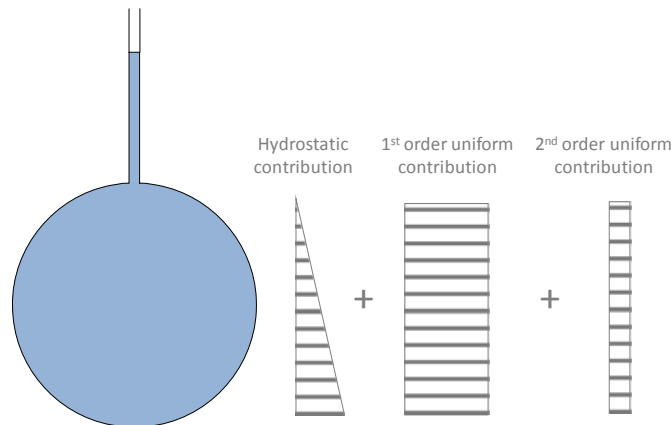 Hydrostatic
contribution
1st order uniform
contribution
2nd order uniform
contribution
+
+